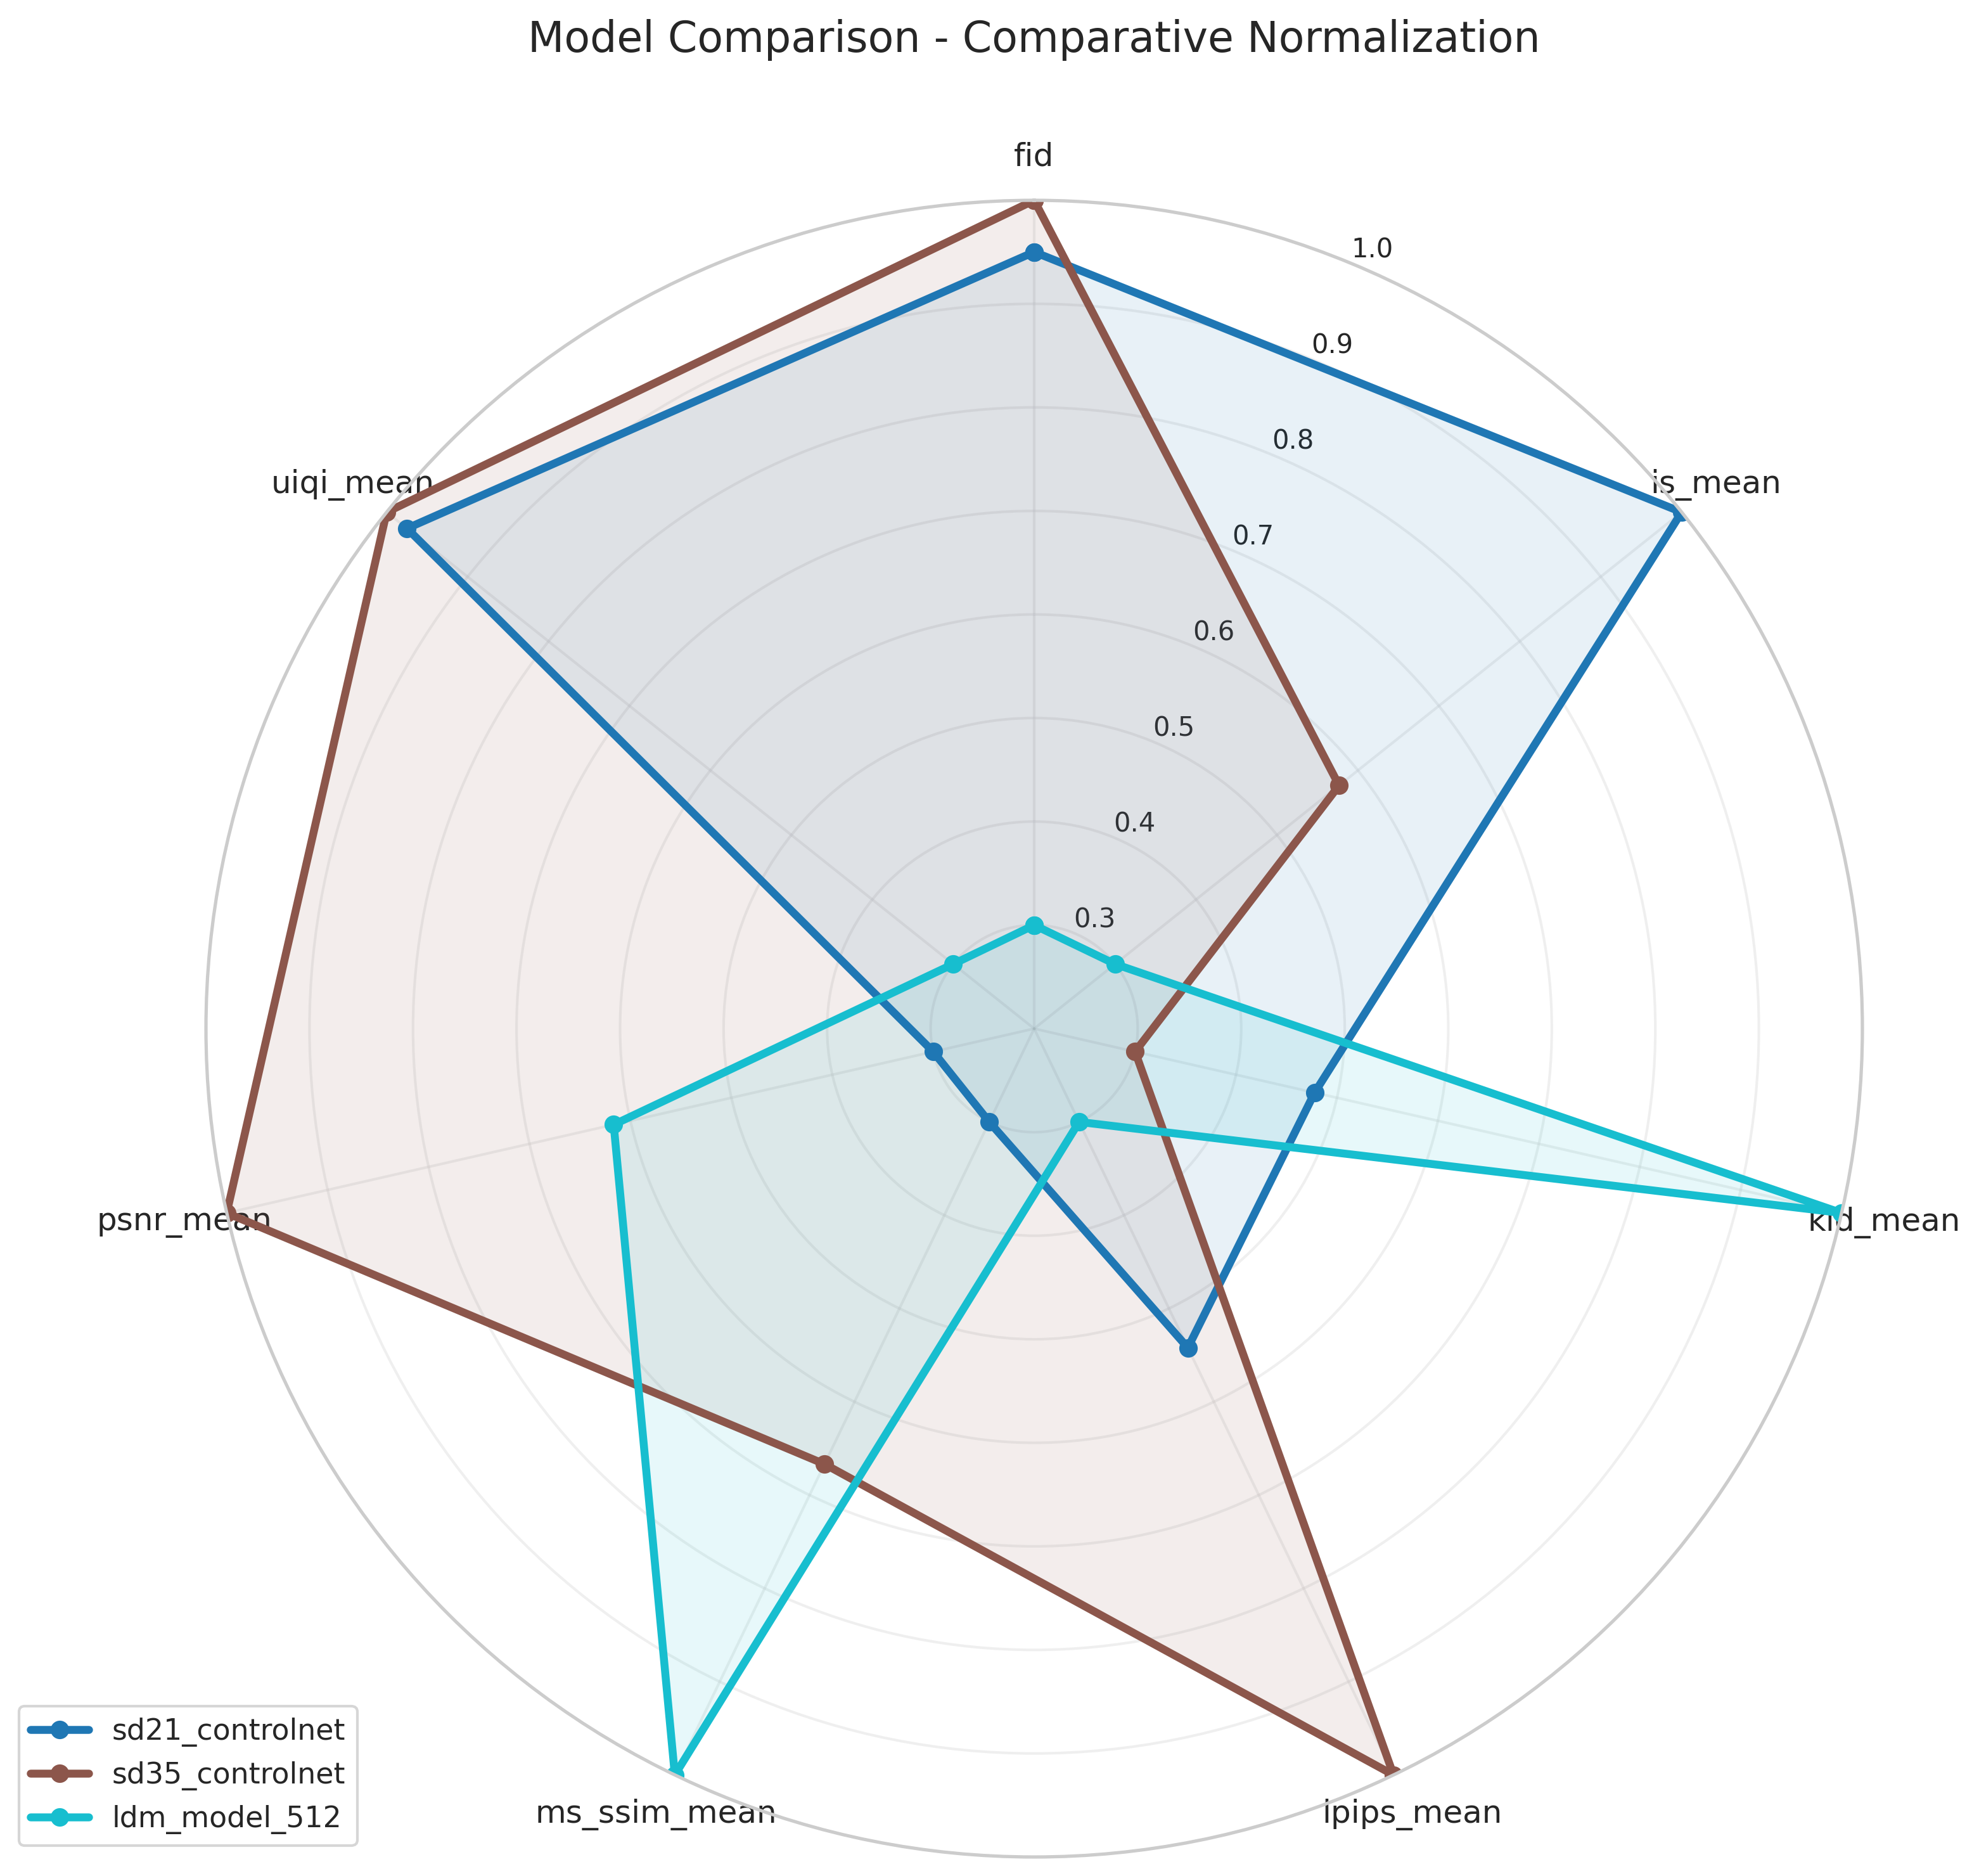 Model Comparison - Comparative Normalization
fid
1.0
0.9
is_mean
uiqi_mean
0.8
0.7
0.6
0.5
0.4
0.3
psnr_mean
kid_mean
ms_ssim_mean
ipips_mean
sd21_controlnet
sd35_controlnet
ldm_model_512